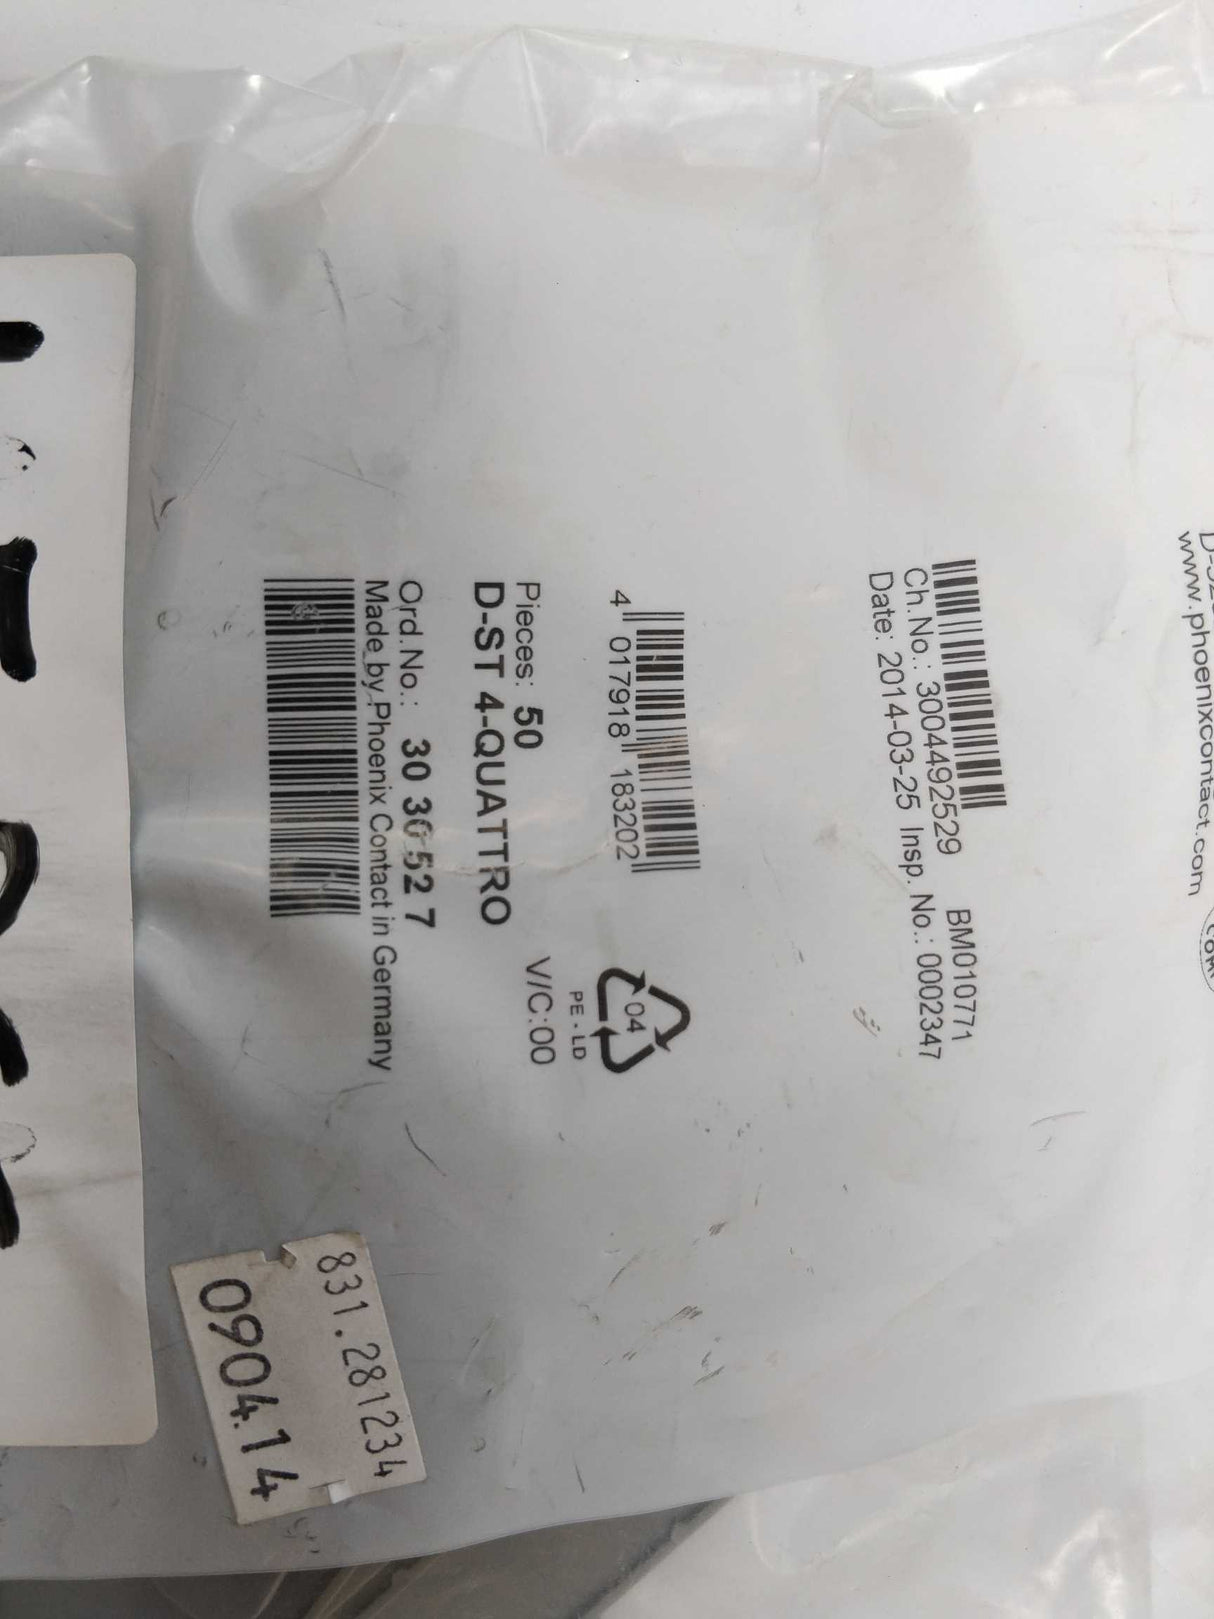 www.phoenixcontact.com
BM010771
Ch.No.: 3004492529
Date: 2014-03-25 Insp. No.: 0002347
4 017918 183202
04
PE-LD
Pieces: 50
V/C:00
D-ST 4-QUATTRO
Ord.No.: 30 30 52 7
Made by Phoenix Contact in Germany
831.281234
0904.14